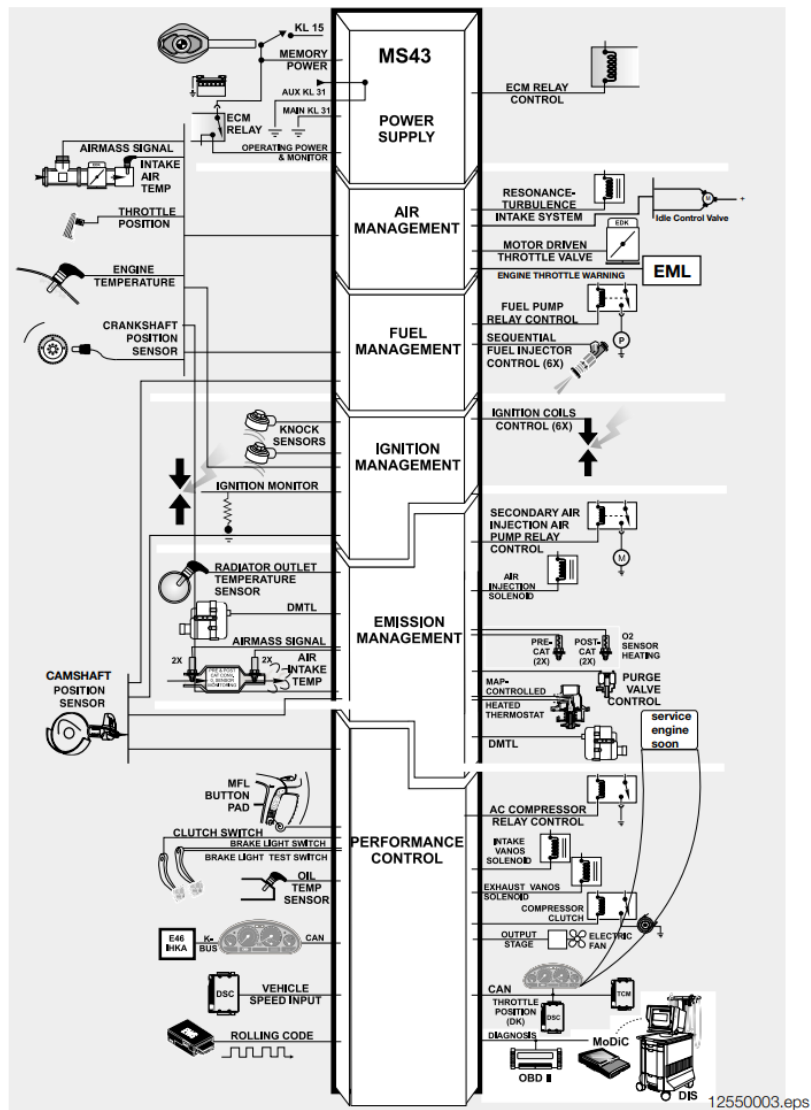 KL 15
MEMORY
POWER
AUX KL 31
MAIN KL 31
ECM
RELAY
OPERATING POWER
& MONITOR
AIRMASS SIGNAL
EDK
INTAKE
AIR
TEMP
THROTTLE
POSITION
ENGINE
TEMPERATURE
CRANKSHAFT
POSITION
SENSOR
KNOCK
SENSORS
IGNITION MONITOR
RADIATOR OUTLET
TEMPERATURE
SENSOR
DMTL
AIRMASS SIGNAL
2X
2X
PRE & POST
CAT CONV.
O2 SENSOR
MONITORING
AIR
INTAKE
TEMP
CAMSHAFT
POSITION
SENSOR
MFL
BUTTON
PAD
CLUTCH SWITCH
BRAKE LIGHT SWITCH
BRAKE LIGHT TEST SWITCH
OIL
TEMP
SENSOR
E46
IHKA
K-
BUS
CAN
DSC
VEHICLE
SPEED INPUT
ROLLING CODE
MS43
POWER
SUPPLY
AIR
MANAGEMENT
FUEL
MANAGEMENT
IGNITION
MANAGEMENT
EMISSION
MANAGEMENT
PERFORMANCE
CONTROL
ECM RELAY
CONTROL
RESONANCE-
TURBULENCE
INTAKE SYSTEM
M
+
Idle Control Valve
EDK
MOTOR DRIVEN
THROTTLE VALVE
ENGINE THROTTLE WARNING
EML
FUEL PUMP
RELAY CONTROL
P
SEQUENTIAL
FUEL INJECTOR
CONTROL (6X)
IGNITION COILS
CONTROL (6X)
SECONDARY AIR
INJECTION AIR
PUMP RELAY
CONTROL
M
AIR
INJECTION
SOLENOID
PRE-
CAT
(2X)
POST-
CAT
(2X)
O2
SENSOR
HEATING
MAP-
CONTROLLED
HEATED
THERMOSTAT
PURGE
VALVE
CONTROL
DMTL
service
engine
soon
AC COMPRESSOR
RELAY CONTROL
INTAKE
VANOS
SOLENOID
EXHAUST VANOS
SOLENOID
COMPRESSOR
CLUTCH
OUTPUT
STAGE
ELECTRIC
FAN
CAN
TCM
THROTTLE
POSITION
(DK)
DSC
DIAGNOSIS
MoDiC
OBD II
DIS
12550003.eps